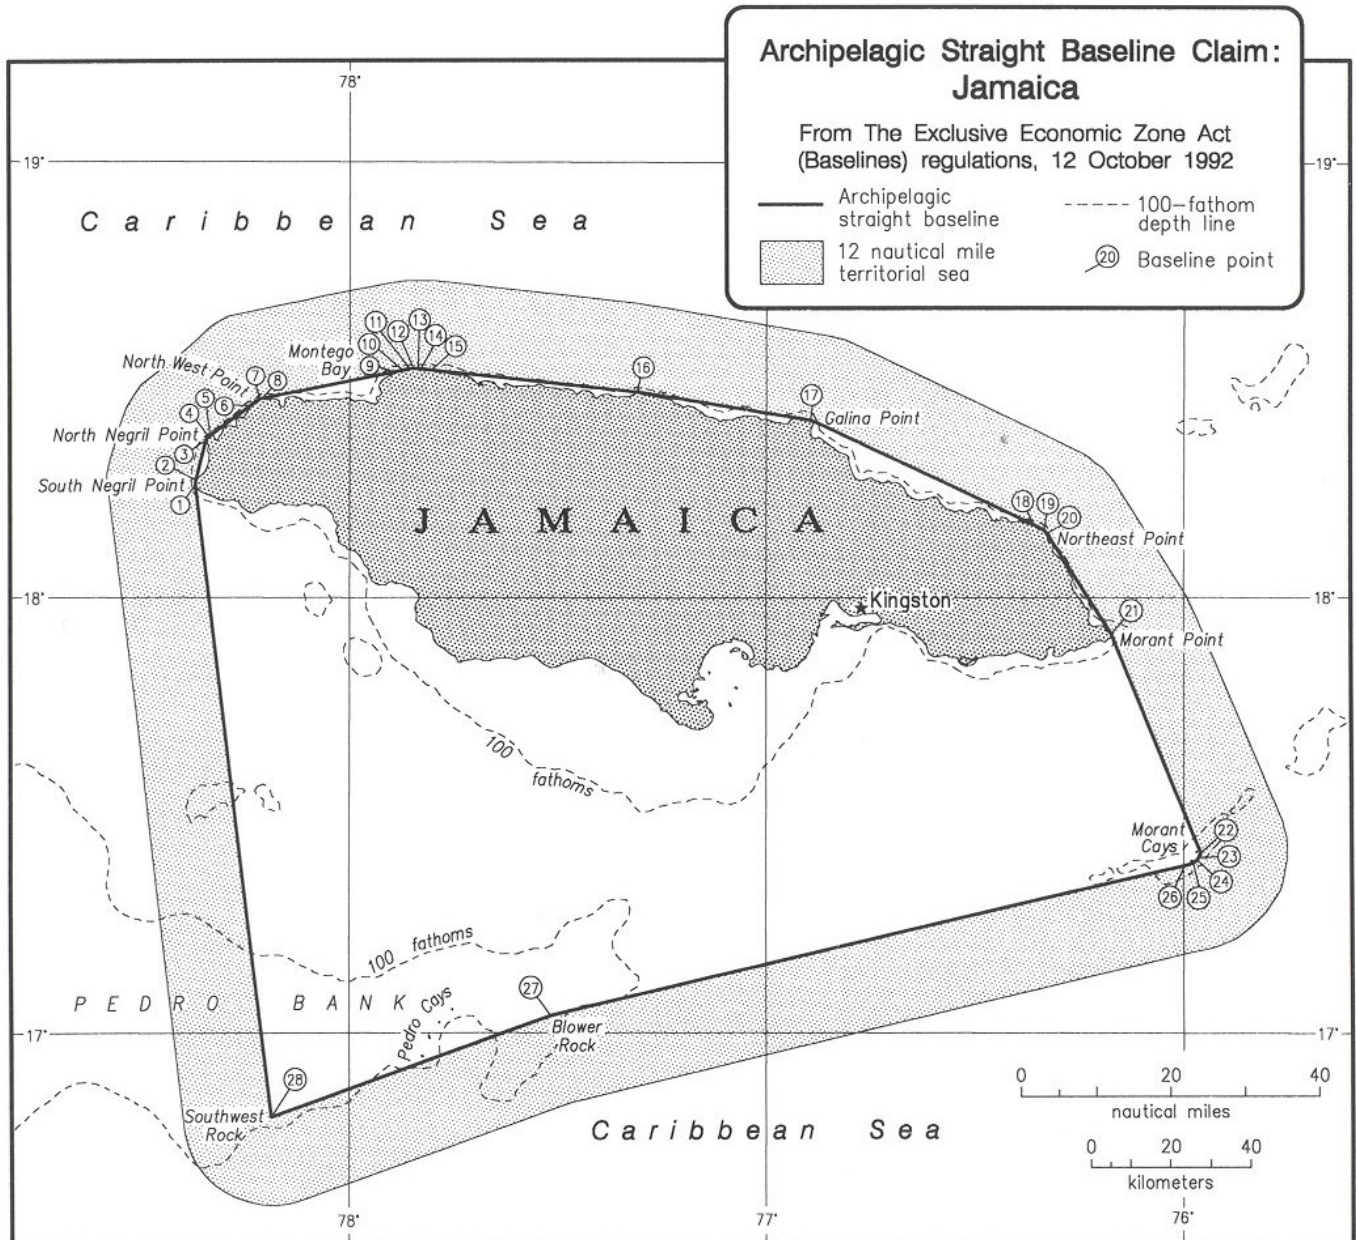 Archipelagic Straight Baseline Claim:
Jamaica
From The Exclusive Economic Zone Act
(Baselines) regulations, 12 October 1992
Archipelagic
straight baseline
100-fathom
depth line
12 nautical mile
territorial sea
20
Baseline point
78°
19°
19°
Caribbean Sea
11
12
13
14
15
10
9
Montego
Bay
North West Point
7
8
5
4
6
North Negril Point
3
2
South Negril Point
1
16
17
Galina Point
JAMAICA
18
19
20
Northeast Point
18°
18°
Kingston
21
Morant Point
100
fathoms
Morant
Cays
22
23
24
25
26
100 fathoms
PEDRO BANK
Pedro Cays
27
Blower
Rock
17°
17°
28
Southwest
Rock
Caribbean Sea
0 20 40
nautical miles
0 20 40
kilometers
78°
77°
76°